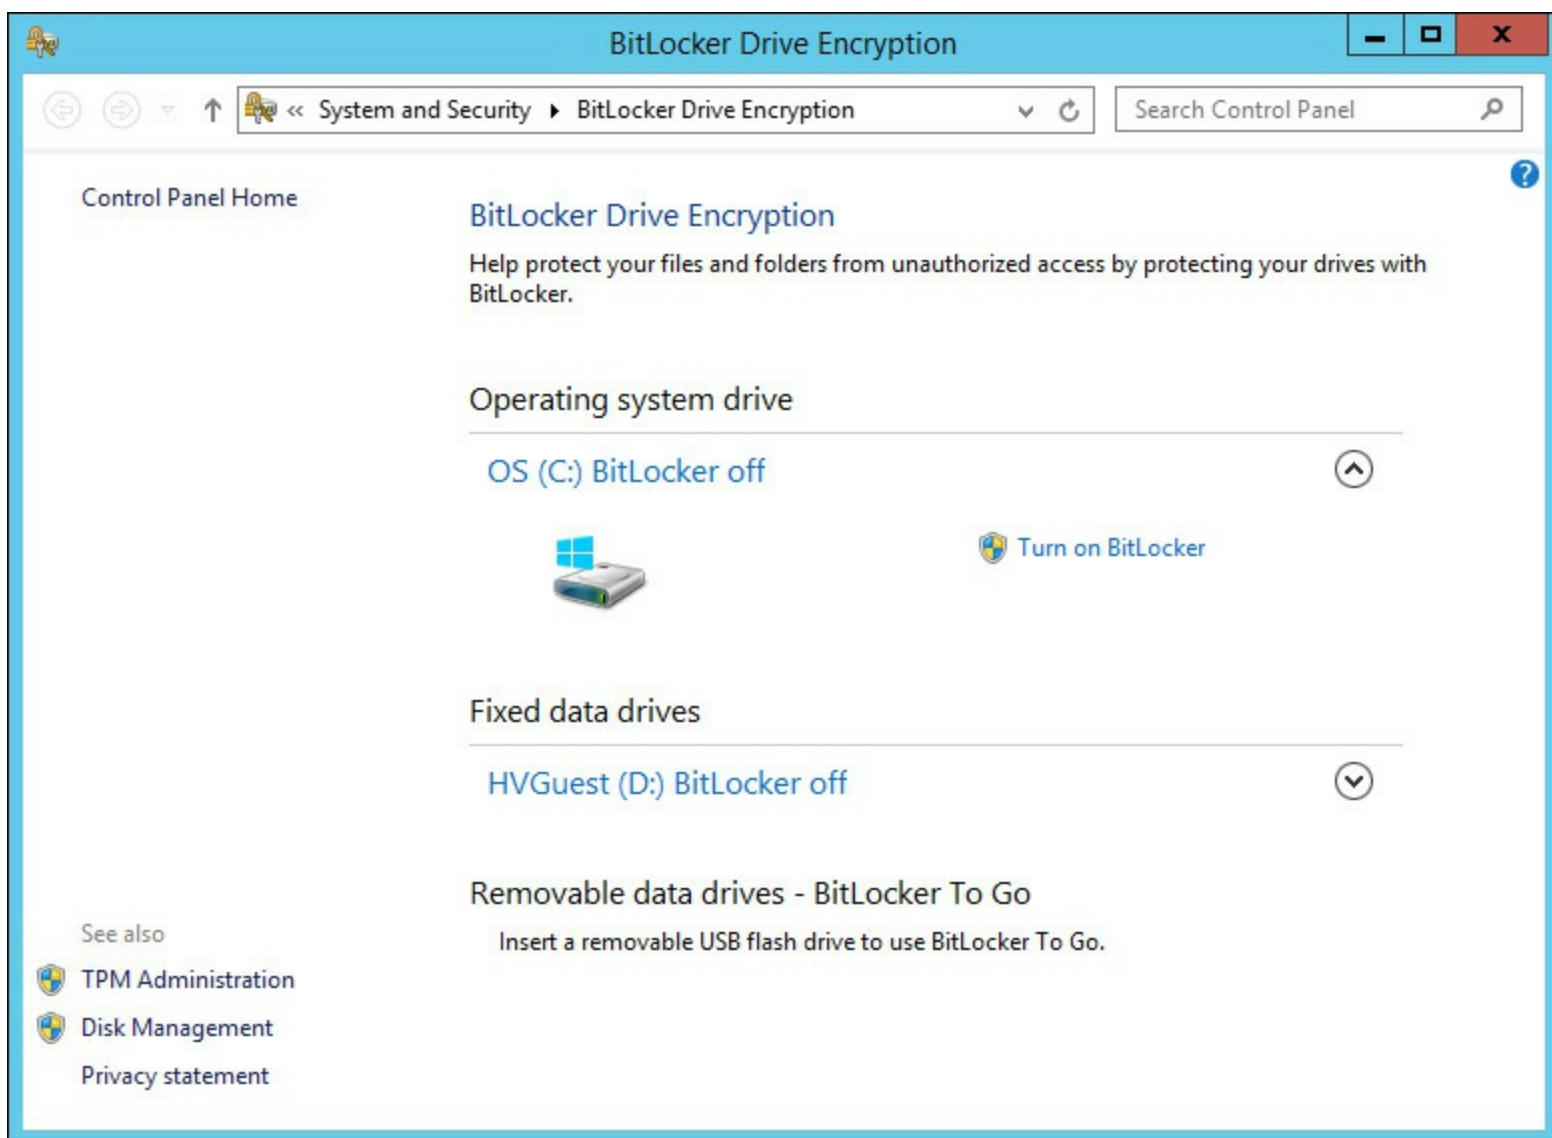 BitLocker Drive Encryption
« System and Security ▸ BitLocker Drive Encryption
Search Control Panel
Control Panel Home
BitLocker Drive Encryption
Help protect your files and folders from unauthorized access by protecting your drives with
BitLocker.
Operating system drive
OS (C:) BitLocker off
Turn on BitLocker
Fixed data drives
HVGuest (D:) BitLocker off
Removable data drives - BitLocker To Go
Insert a removable USB flash drive to use BitLocker To Go.
See also
TPM Administration
Disk Management
Privacy statement